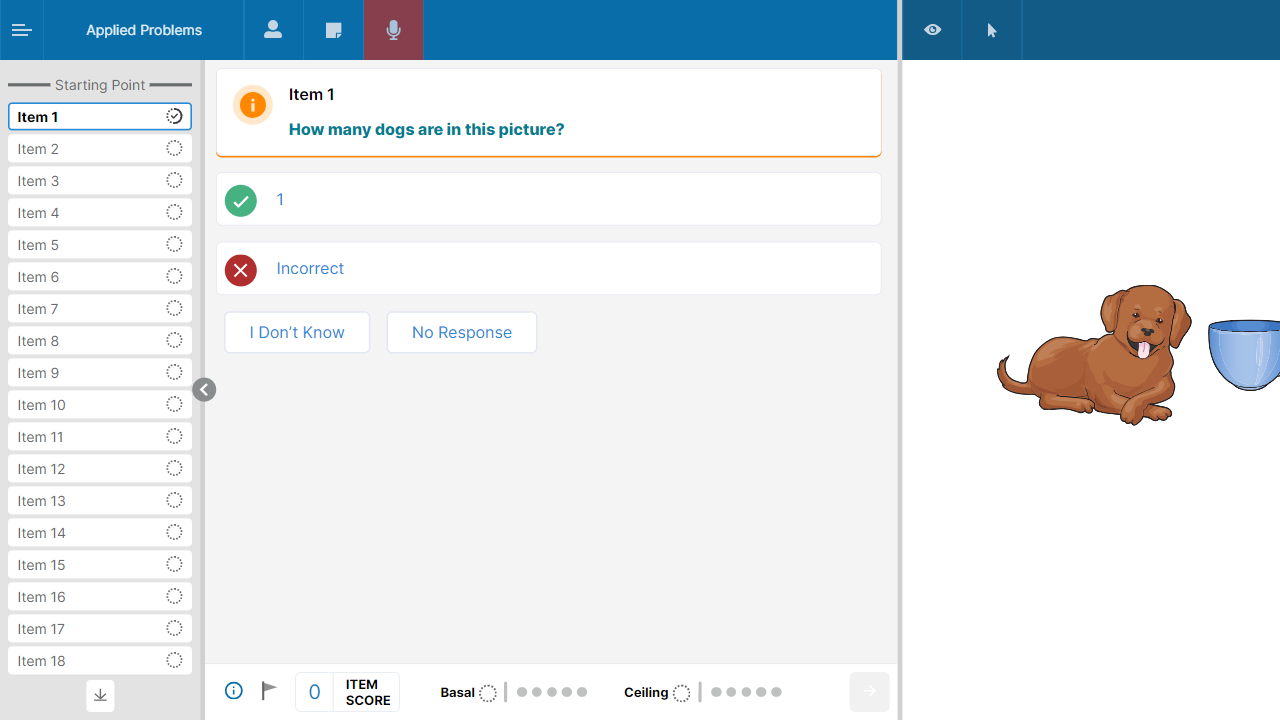 Applied Problems
Starting Point
Item 1
Item 2
Item 3
Item 4
Item 5
Item 6
Item 7
Item 8
Item 9
Item 10
Item 11
Item 12
Item 13
Item 14
Item 15
Item 16
Item 17
Item 18
Item 1
How many dogs are in this picture?
1
Incorrect
I Don’t Know
No Response
0
ITEM
SCORE
Basal
Ceiling